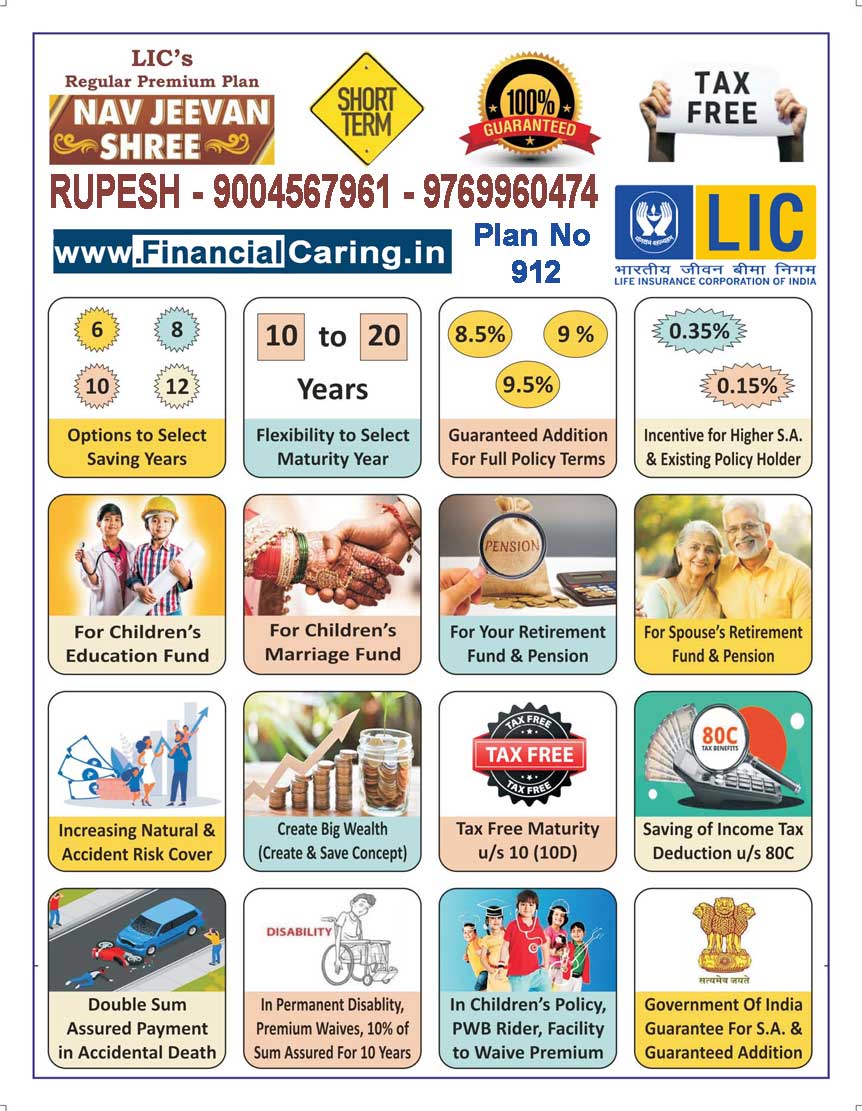 LIC's
Regular Premium Plan
NAV JEEVAN
SHREE
SHORT
TERM
100%
GUARANTEED
TAX
FREE
RUPESH - 9004567961 - 9769960474
www.FinancialCaring.in
Plan No
912
LIC
भारतीय जीवन बीमा निगम
LIFE INSURANCE CORPORATION OF INDIA
6
8
10
12
Options to Select
Saving Years
10 to 20
Years
Flexibility to Select
Maturity Year
8.5%
9 %
9.5%
Guaranteed Addition
For Full Policy Terms
0.35%
0.15%
Incentive for Higher S.A.
& Existing Policy Holder
For Children's
Education Fund
For Children's
Marriage Fund
PENSION
For Your Retirement
Fund & Pension
For Spouse's Retirement
Fund & Pension
Increasing Natural &
Accident Risk Cover
Create Big Wealth
(Create & Save Concept)
TAX FREE
TAX FREE
TAX FREE
Tax Free Maturity
u/s 10 (10D)
80C
TAX BENEFITS
Saving of Income Tax
Deduction u/s 80C
Double Sum
Assured Payment
in Accidental Death
DISABILITY
In Permanent Disablity,
Premium Waives, 10% of
Sum Assured For 10 Years
In Children's Policy,
PWB Rider, Facility
to Waive Premium
सत्यमेव जयते
Government Of India
Guarantee For S.A. &
Guaranteed Addition